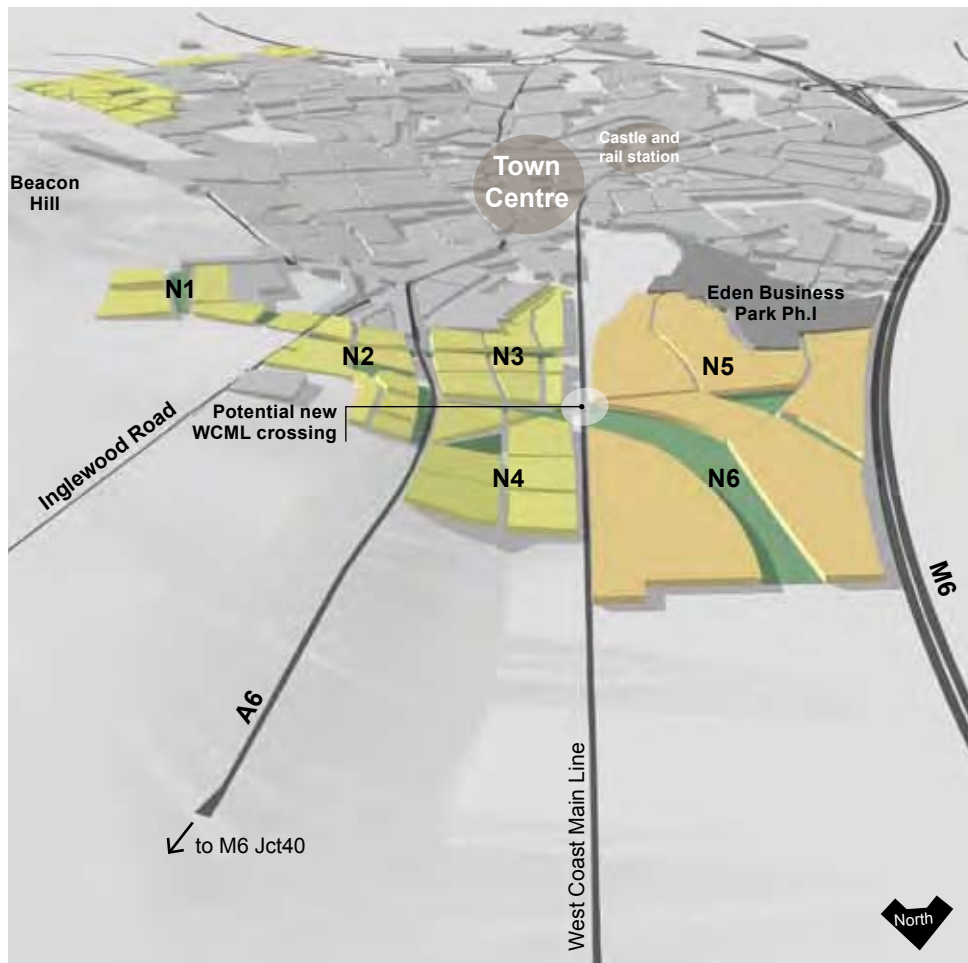 Castle and
rail station
Town
Centre
Beacon
Hill
N1
Eden Business
Park Ph.I
N2
N3
N5
Potential new
WCML crossing
Inglewood Road
N4
N6
M6
A6
West Coast Main Line
to M6 Jct40
North